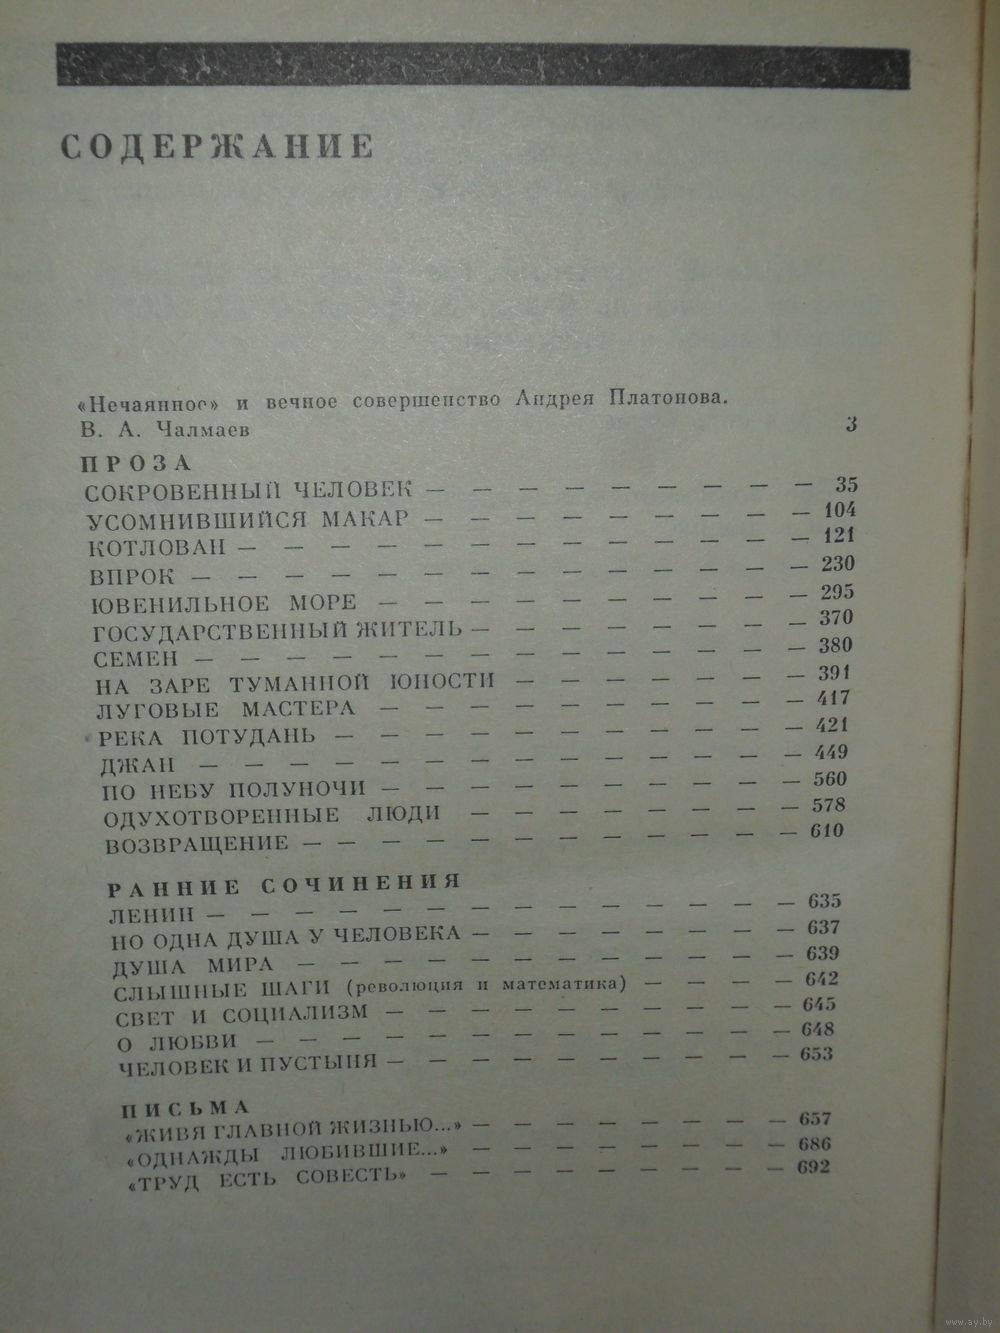 СОДЕРЖАНИЕ
«Нечаянное» и вечное совершенство Андрея Платонова.
В. А. Чалмаев 3
ПРОЗА
СОКРОВЕННЫЙ ЧЕЛОВЕК — — — — — — — — — 35
УСОМНИВШИЙСЯ МАКАР — — — — — — — — — 104
КОТЛОВАН — — — — — — — — — — — — — 121
ВПРОК — — — — — — — — — — — — — — 230
ЮВЕНИЛЬНОЕ МОРЕ — — — — — — — — — — 295
ГОСУДАРСТВЕННЫЙ ЖИТЕЛЬ — — — — — — — — 370
СЕМЕН — — — — — — — — — — — — — — 380
НА ЗАРЕ ТУМАННОЙ ЮНОСТИ — — — — — — — 391
ЛУГОВЫЕ МАСТЕРА — — — — — — — — — — 417
РЕКА ПОТУДАНЬ — — — — — — — — — — — 421
ДЖАН — — — — — — — — — — — — — — 449
ПО НЕБУ ПОЛУНОЧИ — — — — — — — — — — 560
ОДУХОТВОРЕННЫЕ ЛЮДИ — — — — — — — — 578
ВОЗВРАЩЕНИЕ — — — — — — — — — — — — 610
РАННИЕ СОЧИНЕНИЯ
ЛЕНИН — — — — — — — — — — — — — — 635
НО ОДНА ДУША У ЧЕЛОВЕКА — — — — — — — — 637
ДУША МИРА — — — — — — — — — — — — 639
СЛЫШНЫЕ ШАГИ (революция и математика) — — — — 642
СВЕТ И СОЦИАЛИЗМ — — — — — — — — — — 645
О ЛЮБВИ — — — — — — — — — — — — — 648
ЧЕЛОВЕК И ПУСТЫНЯ — — — — — — — — — — 653
ПИСЬМА
«ЖИВЯ ГЛАВНОЙ ЖИЗНЬЮ...» — — — — — — — — 657
«ОДНАЖДЫ ЛЮБИВШИЕ...» — — — — — — — — 686
«ТРУД ЕСТЬ СОВЕСТЬ» — — — — — — — — — 692
www.ay.by